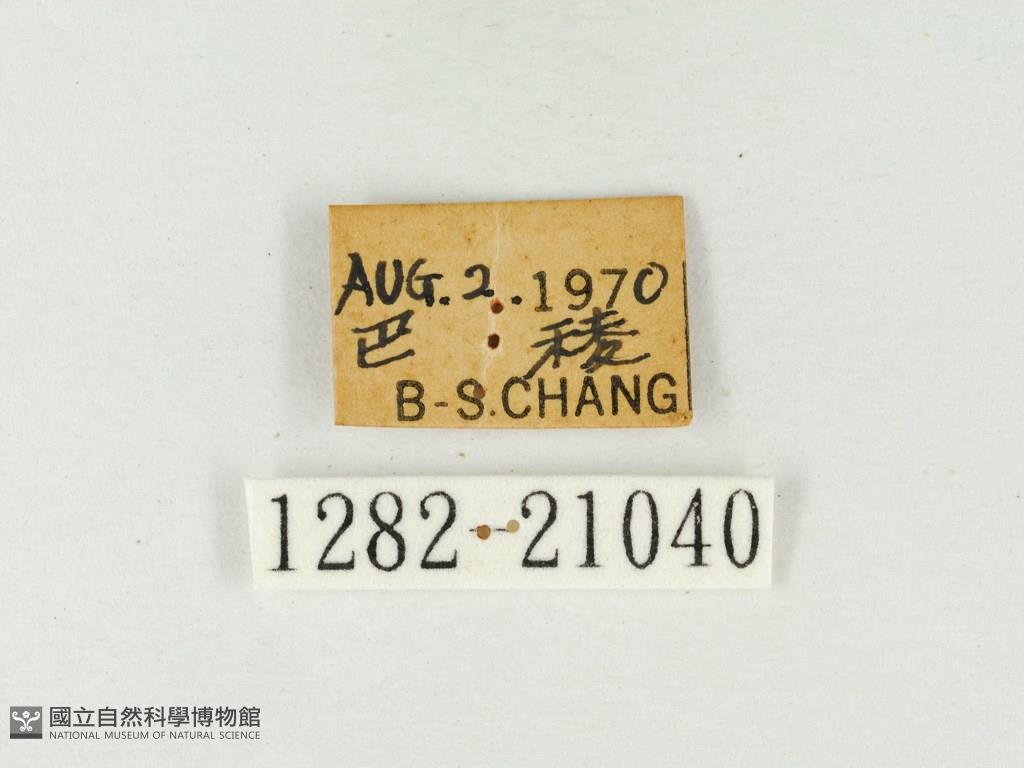 AUG. 2. 1970
巴 稜
B-S.CHANG
1282--21040
國立自然科學博物館
NATIONAL MUSEUM OF NATURAL SCIENCE